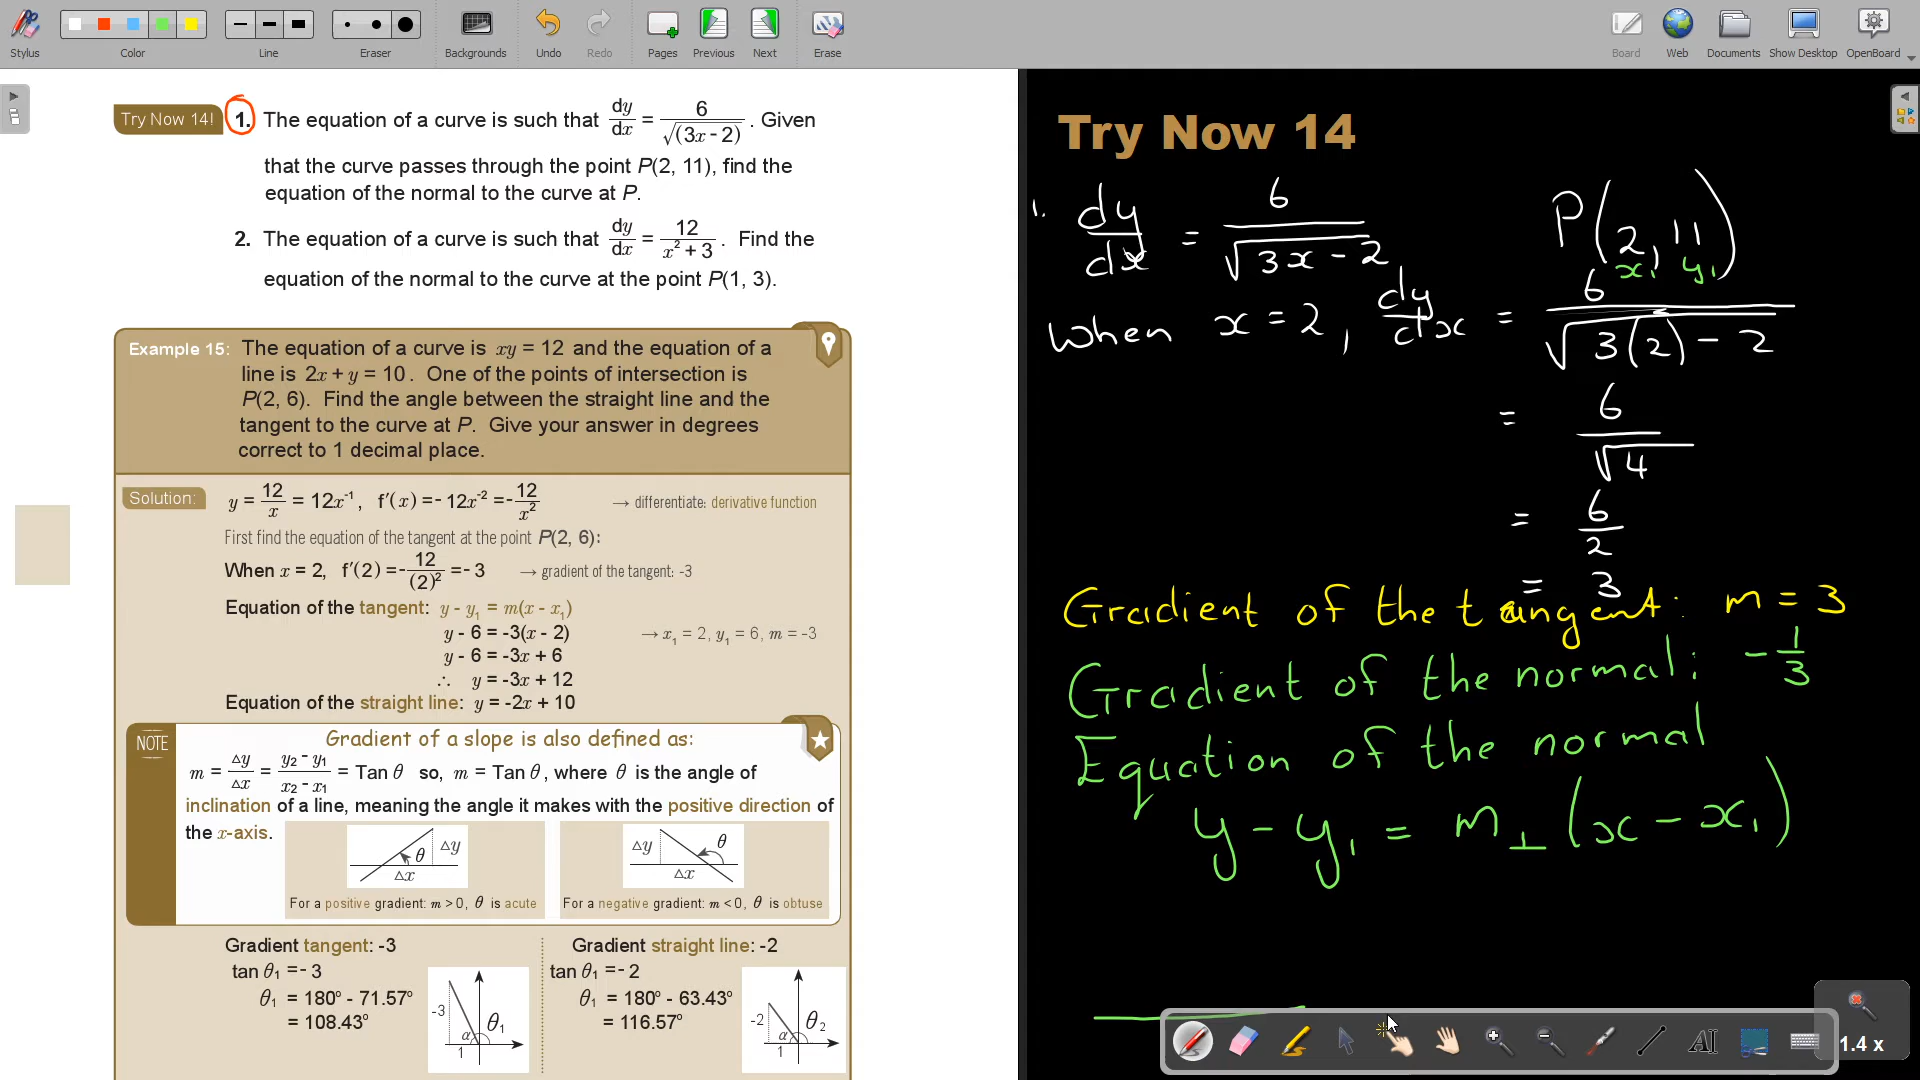 Stylus Color Line Eraser Backgrounds Undo Redo Pages Previous Next Erase Board Web Documents Show Desktop OpenBoard
Try Now 14! 1. The equation of a curve is such that dy/dx = 6/√(3x - 2) . Given
that the curve passes through the point P(2, 11), find the
equation of the normal to the curve at P.
2. The equation of a curve is such that dy/dx = 12/x² + 3 . Find the
equation of the normal to the curve at the point P(1, 3).
Example 15: The equation of a curve is xy = 12 and the equation of a
line is 2x + y = 10 . One of the points of intersection is
P(2, 6). Find the angle between the straight line and the
tangent to the curve at P. Give your answer in degrees
correct to 1 decimal place.
Solution: y = 12/x = 12x⁻¹, f'(x) = - 12x⁻² = - 12/x² → differentiate: derivative function
First find the equation of the tangent at the point P(2, 6):
When x = 2, f'(2) = - 12/(2)² = - 3 → gradient of the tangent: -3
Equation of the tangent: y - y₁ = m(x - x₁)
y - 6 = -3(x - 2) → x₁ = 2, y₁ = 6, m = -3
y - 6 = -3x + 6
∴ y = -3x + 12
Equation of the straight line: y = -2x + 10
NOTE Gradient of a slope is also defined as:
m = △y/△x = y₂ - y₁/x₂ - x₁ = Tan θ so, m = Tan θ, where θ is the angle of
inclination of a line, meaning the angle it makes with the positive direction of
the x-axis.
θ △y △x
△y θ △x
For a positive gradient: m > 0, θ is acute
For a negative gradient: m < 0, θ is obtuse
Gradient tangent: -3
tan θ₁ = - 3
θ₁ = 180° - 71.57°
= 108.43°
-3 α θ₁ 1
Gradient straight line: -2
tan θ₁ = - 2
θ₁ = 180° - 63.43°
= 116.57°
-2 α θ₂ 1
Try Now 14
1. dy/dx = 6/√3x - 2 P(2, 11)
x₁ y₁
When x = 2, dy/dx = 6/√3(2) - 2
= 6/√4
= 6/2
= 3
Gradient of the tangent: m = 3
Gradient of the normal: - 1/3
Equation of the normal
y - y₁ = m⊥ (x - x₁)
1.4 x